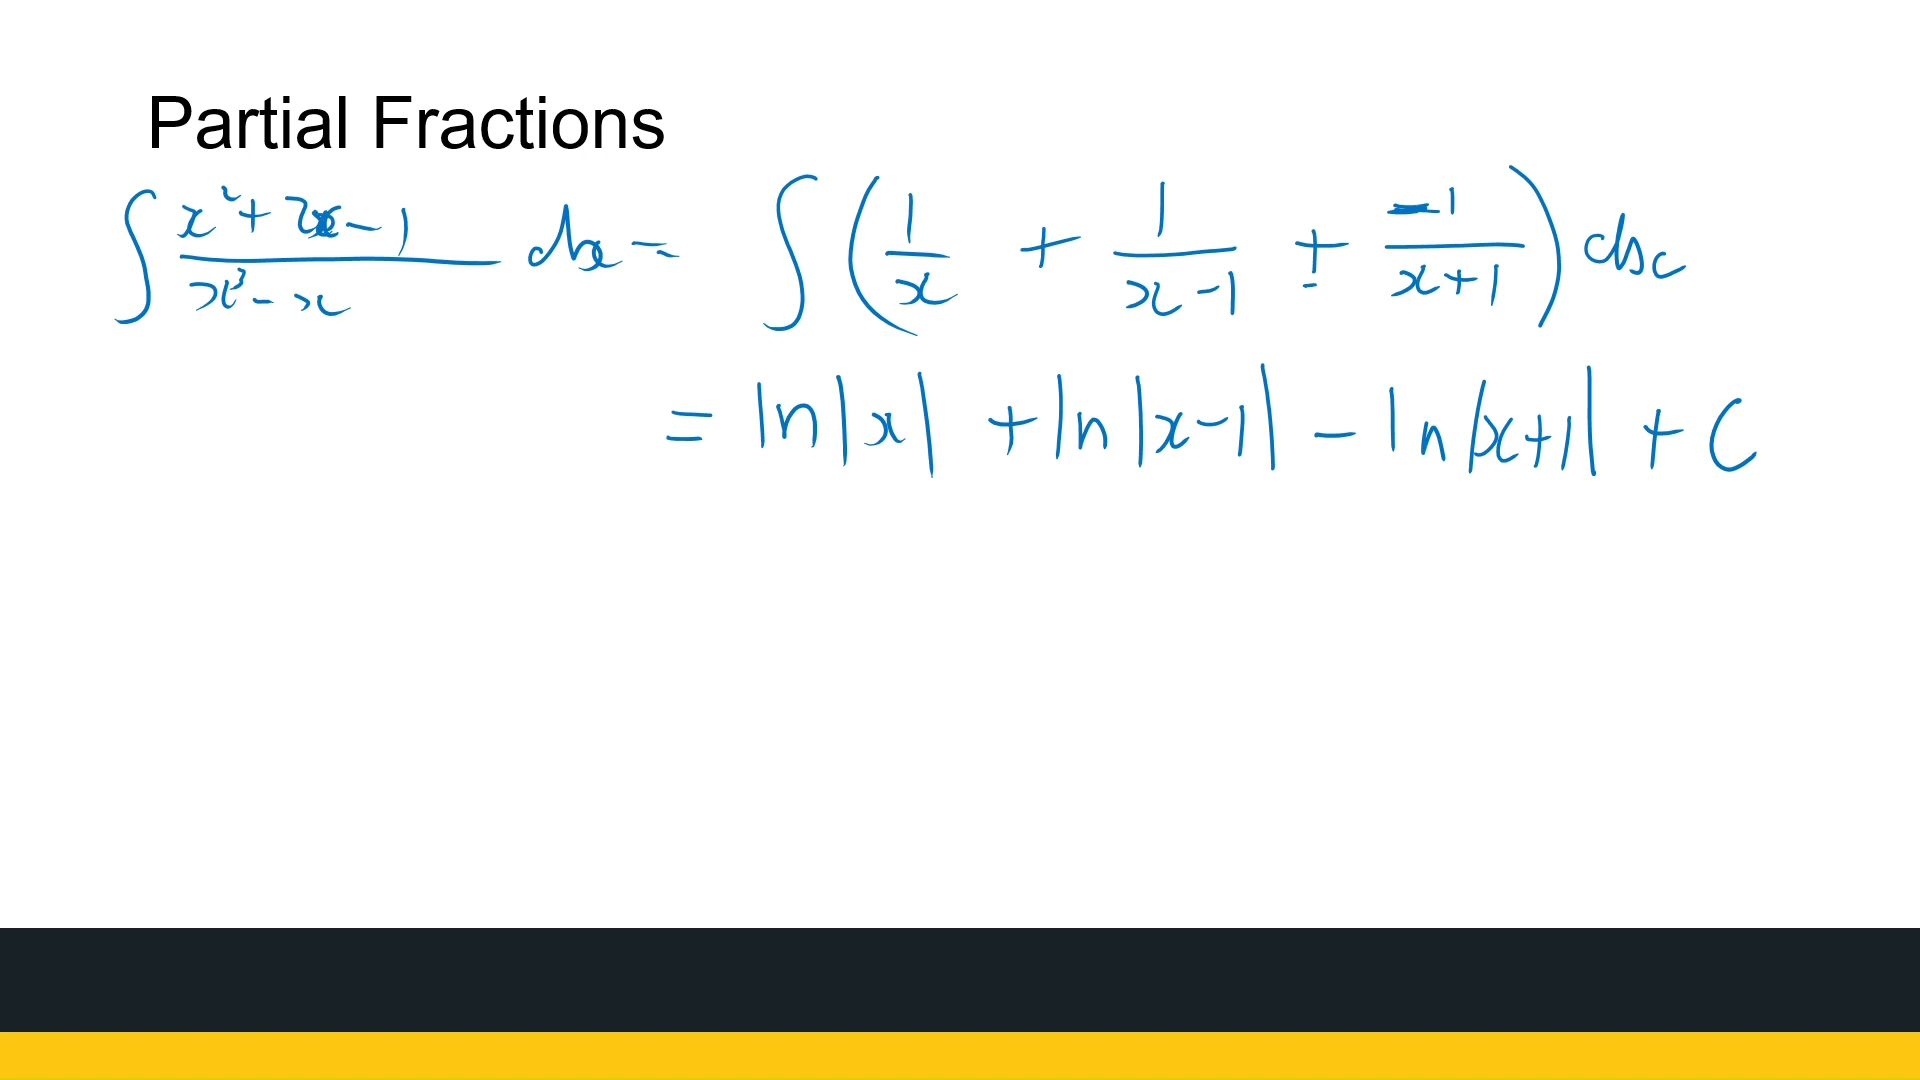 Partial Fractions
∫ (x² + 2x − 1)/(x³ − x) dx = ∫ (1/x + 1/(x−1) + −1/(x+1)) dx
= ln|x| + ln|x−1| − ln|x+1| + C